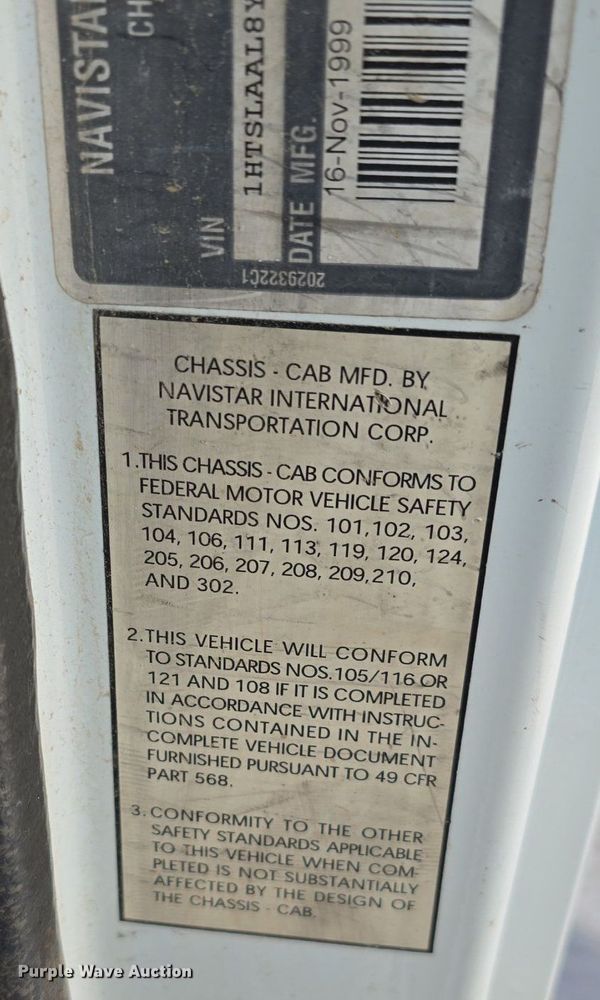 NAVISTAR
CH
VIN
1HTSLAAL8Y
DATE MFG.
16-Nov-1999
2029322C1
CHASSIS - CAB MFD. BY
NAVISTAR INTERNATIONAL
TRANSPORTATION CORP.
1.THIS CHASSIS - CAB CONFORMS TO
FEDERAL MOTOR VEHICLE SAFETY
STANDARDS NOS. 101,102, 103,
104, 106, 111, 113, 119, 120, 124,
205, 206, 207, 208, 209,210,
AND 302.
2.THIS VEHICLE WILL CONFORM
TO STANDARDS NOS.105/116 OR
121 AND 108 IF IT IS COMPLETED
IN ACCORDANCE WITH INSTRUC-
TIONS CONTAINED IN THE IN-
COMPLETE VEHICLE DOCUMENT
FURNISHED PURSUANT TO 49 CFR
PART 568.
3. CONFORMITY TO THE OTHER
SAFETY STANDARDS APPLICABLE
TO THIS VEHICLE WHEN COM-
PLETED IS NOT SUBSTANTIALLY
AFFECTED BY THE DESIGN OF
THE CHASSIS - CAB.
Purple Wave Auction